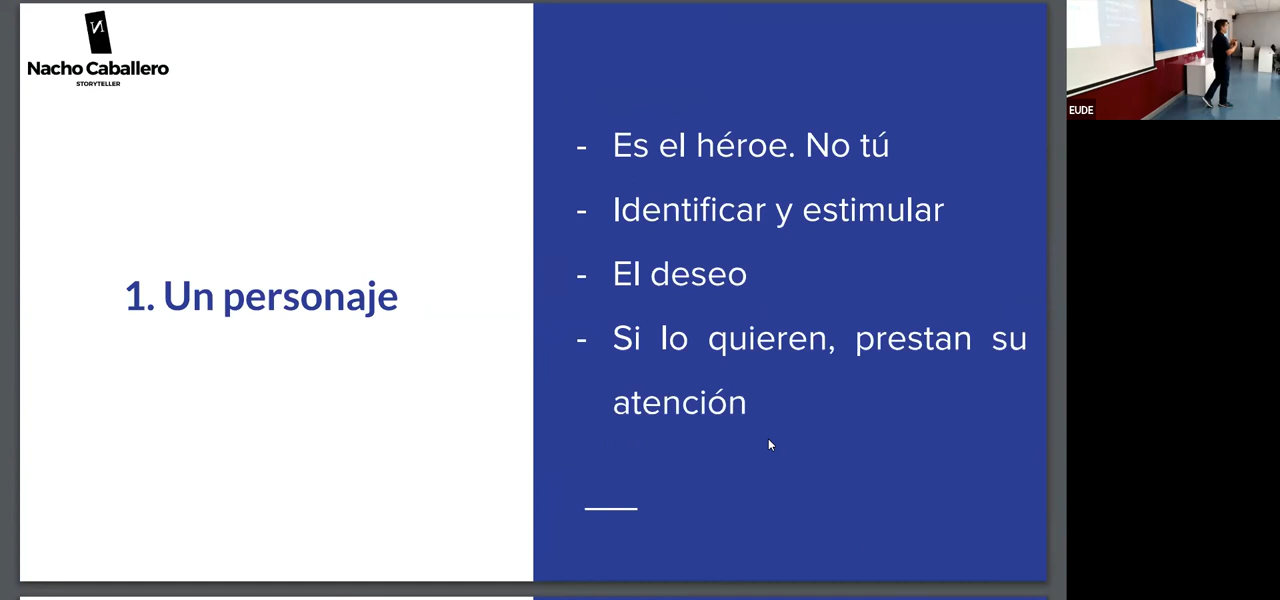 Nacho Caballero
STORYTELLER
1. Un personaje
- Es el héroe. No tú
- Identificar y estimular
- El deseo
- Si lo quieren, prestan su
atención
EUDE